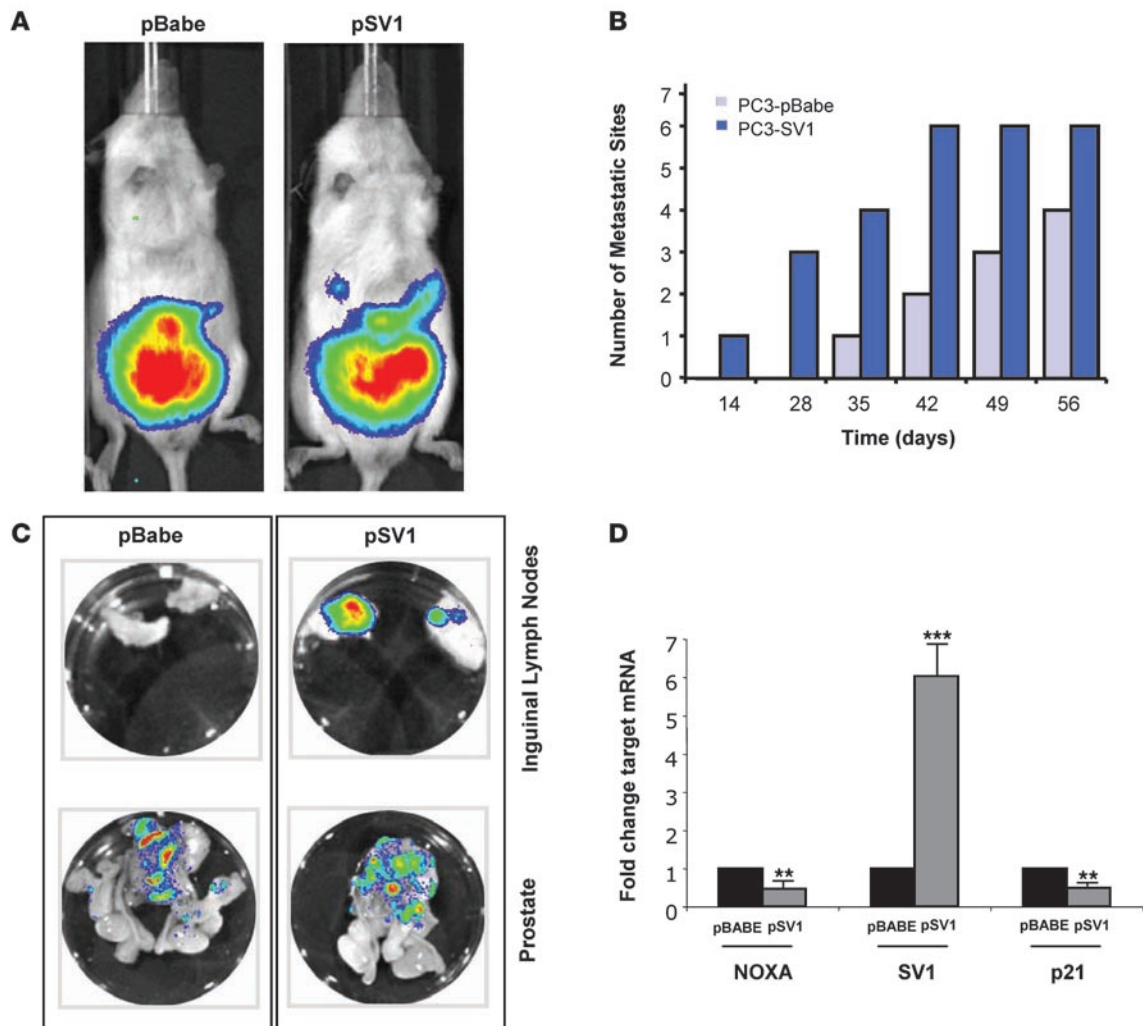 A
pBabe
pSV1
B
7
6
5
4
3
2
1
0
Number of Metastatic Sites
PC3-pBabe
PC3-SV1
14 28 35 42 49 56
Time (days)
C
pBabe
pSV1
Inguinal Lymph Nodes
Prostate
D
7
6
5
4
3
2
1
0
Fold change target mRNA
**
***
**
pBABE pSV1 pBABE pSV1 pBABE pSV1
NOXA SV1 p21